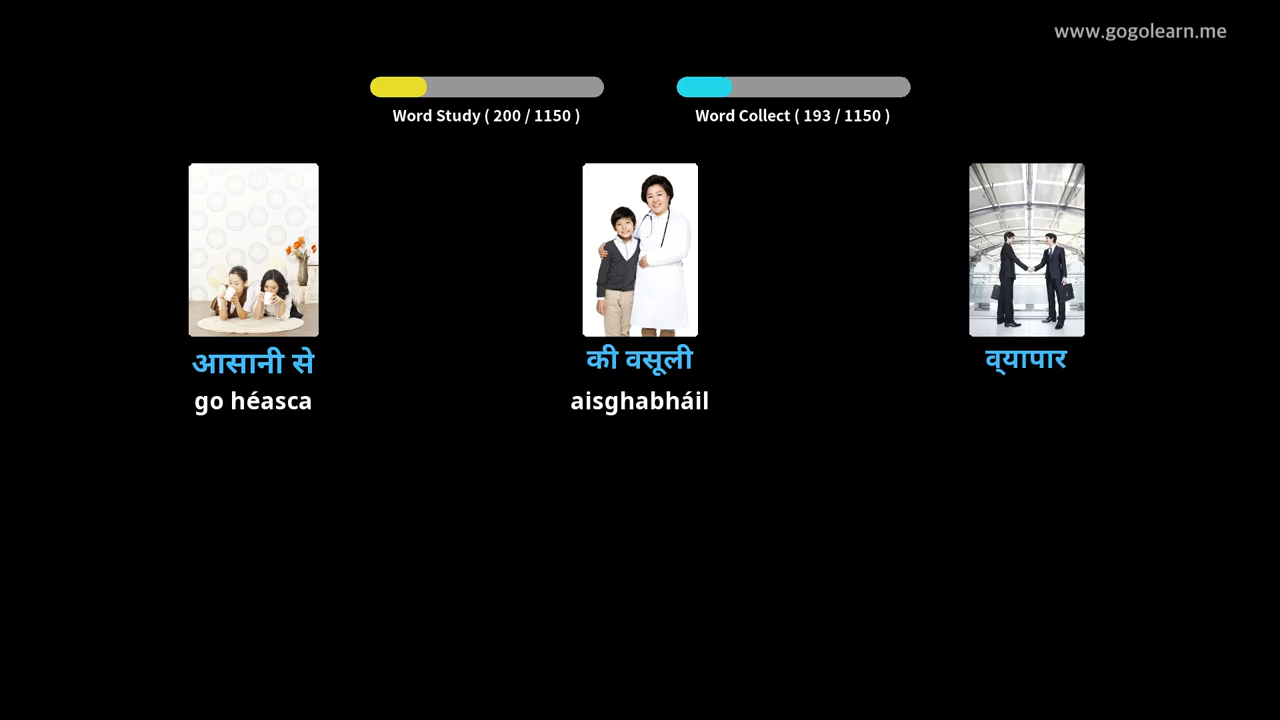 www.gogolearn.me
Word Study ( 200 / 1150 )
Word Collect ( 193 / 1150 )
आसानी से
की वसूली
व्यापार
go héasca
aisghabháil